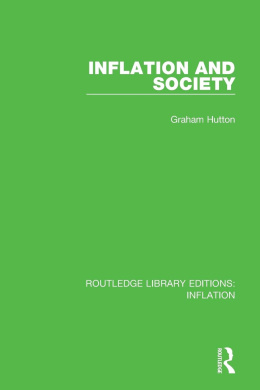 INFLATION AND
SOCIETY
Graham Hutton
ROUTLEDGE LIBRARY EDITIONS:
INFLATION
ROUTLEDGE